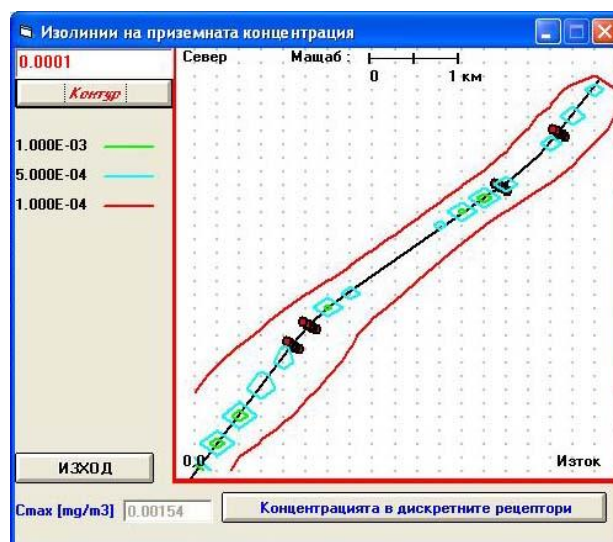 Изолинии на приземната концентрация
0.0001
Север
Мащаб :
0 1 км
Контур
1.000E-03
5.000E-04
1.000E-04
0.0
Изток
ИЗХОД
Cmax [mg/m3] 0.00154
Концентрацията в дискретните рецептори